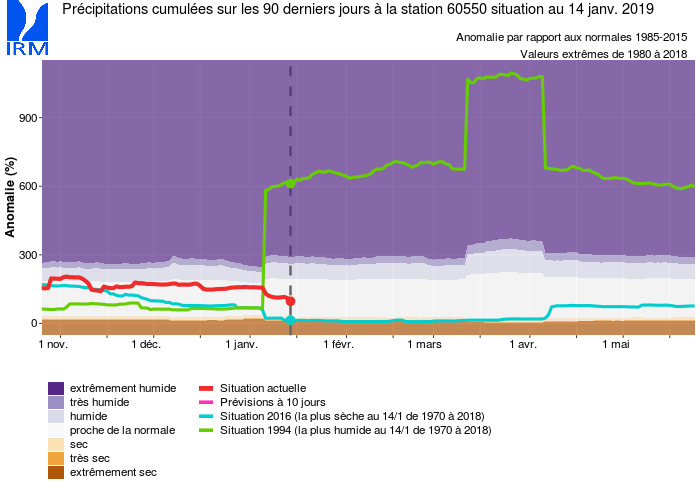 Précipitations cumulées sur les 90 derniers jours à la station 60550 situation au 14 janv. 2019
IRM
Anomalie par rapport aux normales 1985-2015
Valeurs extrêmes de 1980 à 2018
Anomalie (%)
900
600
300
0
1 nov.
1 déc.
1 janv.
1 févr.
1 mars
1 avr.
1 mai
extrêmement humide
très humide
humide
proche de la normale
sec
très sec
extrêmement sec
Situation actuelle
Prévisions à 10 jours
Situation 2016 (la plus sèche au 14/1 de 1970 à 2018)
Situation 1994 (la plus humide au 14/1 de 1970 à 2018)